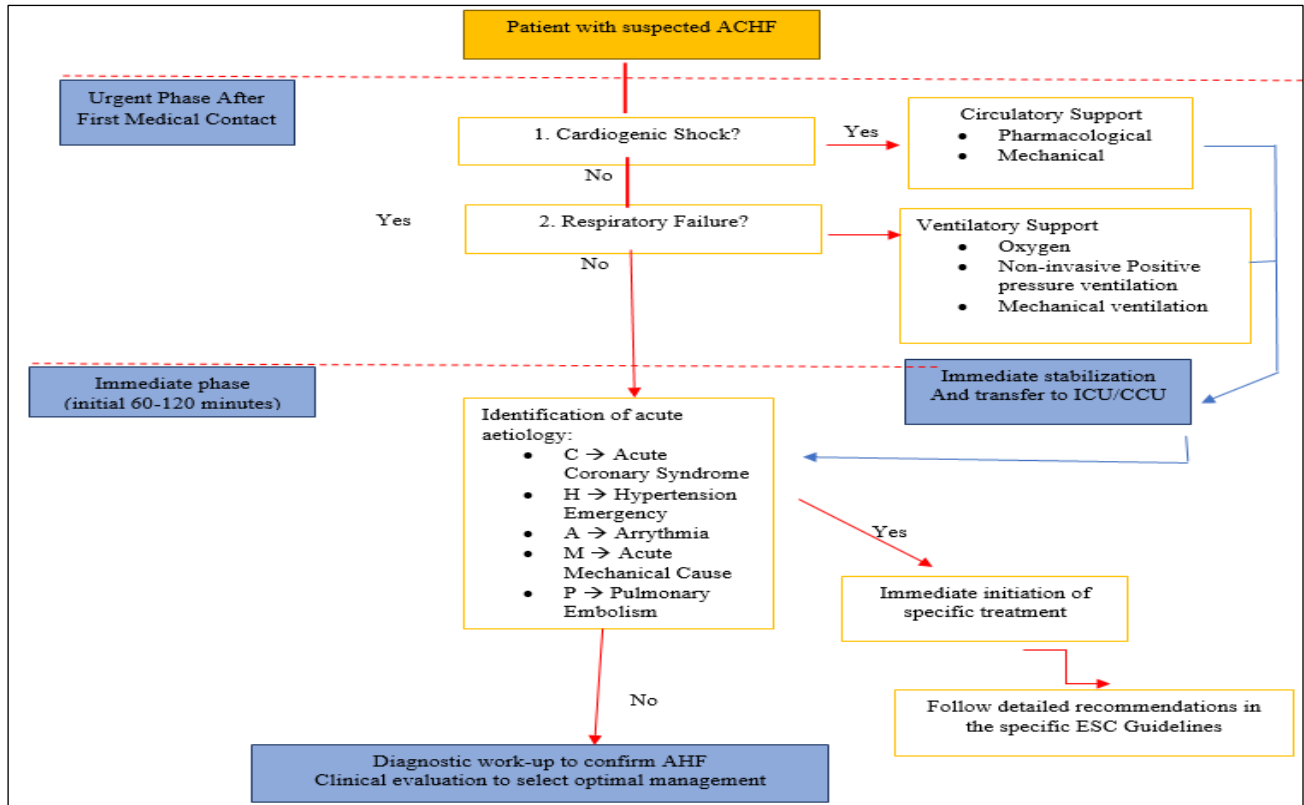 Patient with suspected ACHF
Urgent Phase After
First Medical Contact
1. Cardiogenic Shock?
Yes
Circulatory Support
● Pharmacological
● Mechanical
No
Yes
2. Respiratory Failure?
Ventilatory Support
● Oxygen
● Non-invasive Positive
pressure ventilation
● Mechanical ventilation
No
Immediate phase
(initial 60-120 minutes)
Immediate stabilization
And transfer to ICU/CCU
Identification of acute
aetiology:
● C → Acute
Coronary Syndrome
● H → Hypertension
Emergency
● A → Arrythmia
● M → Acute
Mechanical Cause
● P → Pulmonary
Embolism
Yes
Immediate initiation of
specific treatment
No
Follow detailed recommendations in
the specific ESC Guidelines
Diagnostic work-up to confirm AHF
Clinical evaluation to select optimal management